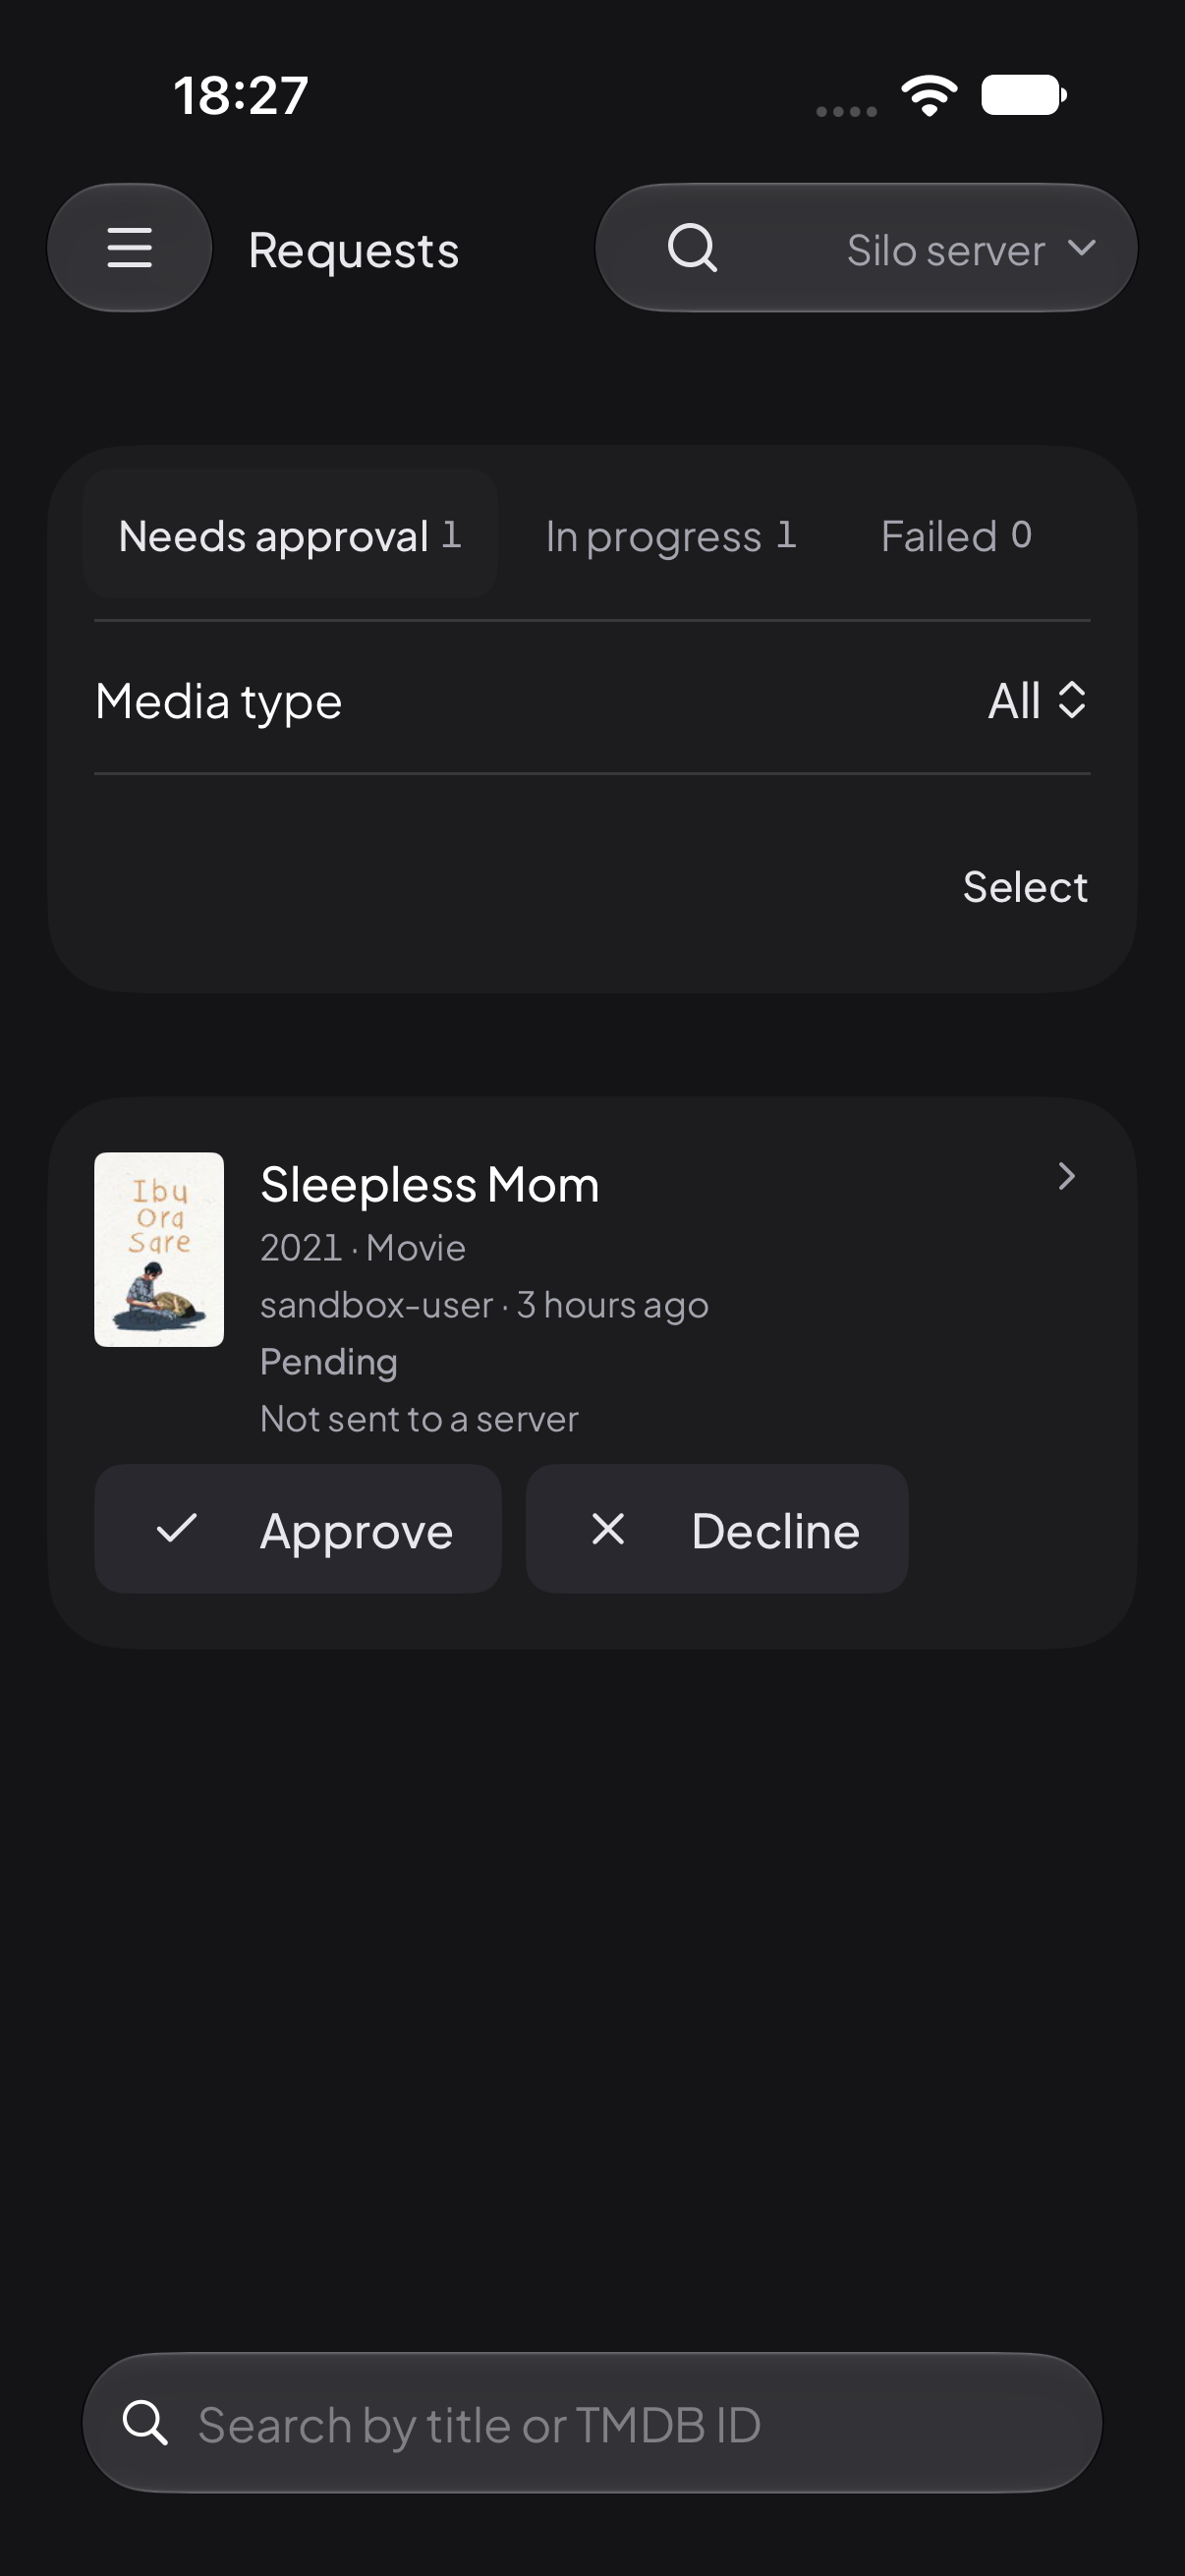 18:27
Requests
Silo server
Needs approval 1
In progress 1
Failed 0
Media type
All
Select
Ibu
Ora
Sare
Sleepless Mom
2021 · Movie
sandbox-user · 3 hours ago
Pending
Not sent to a server
Approve
Decline
Search by title or TMDB ID